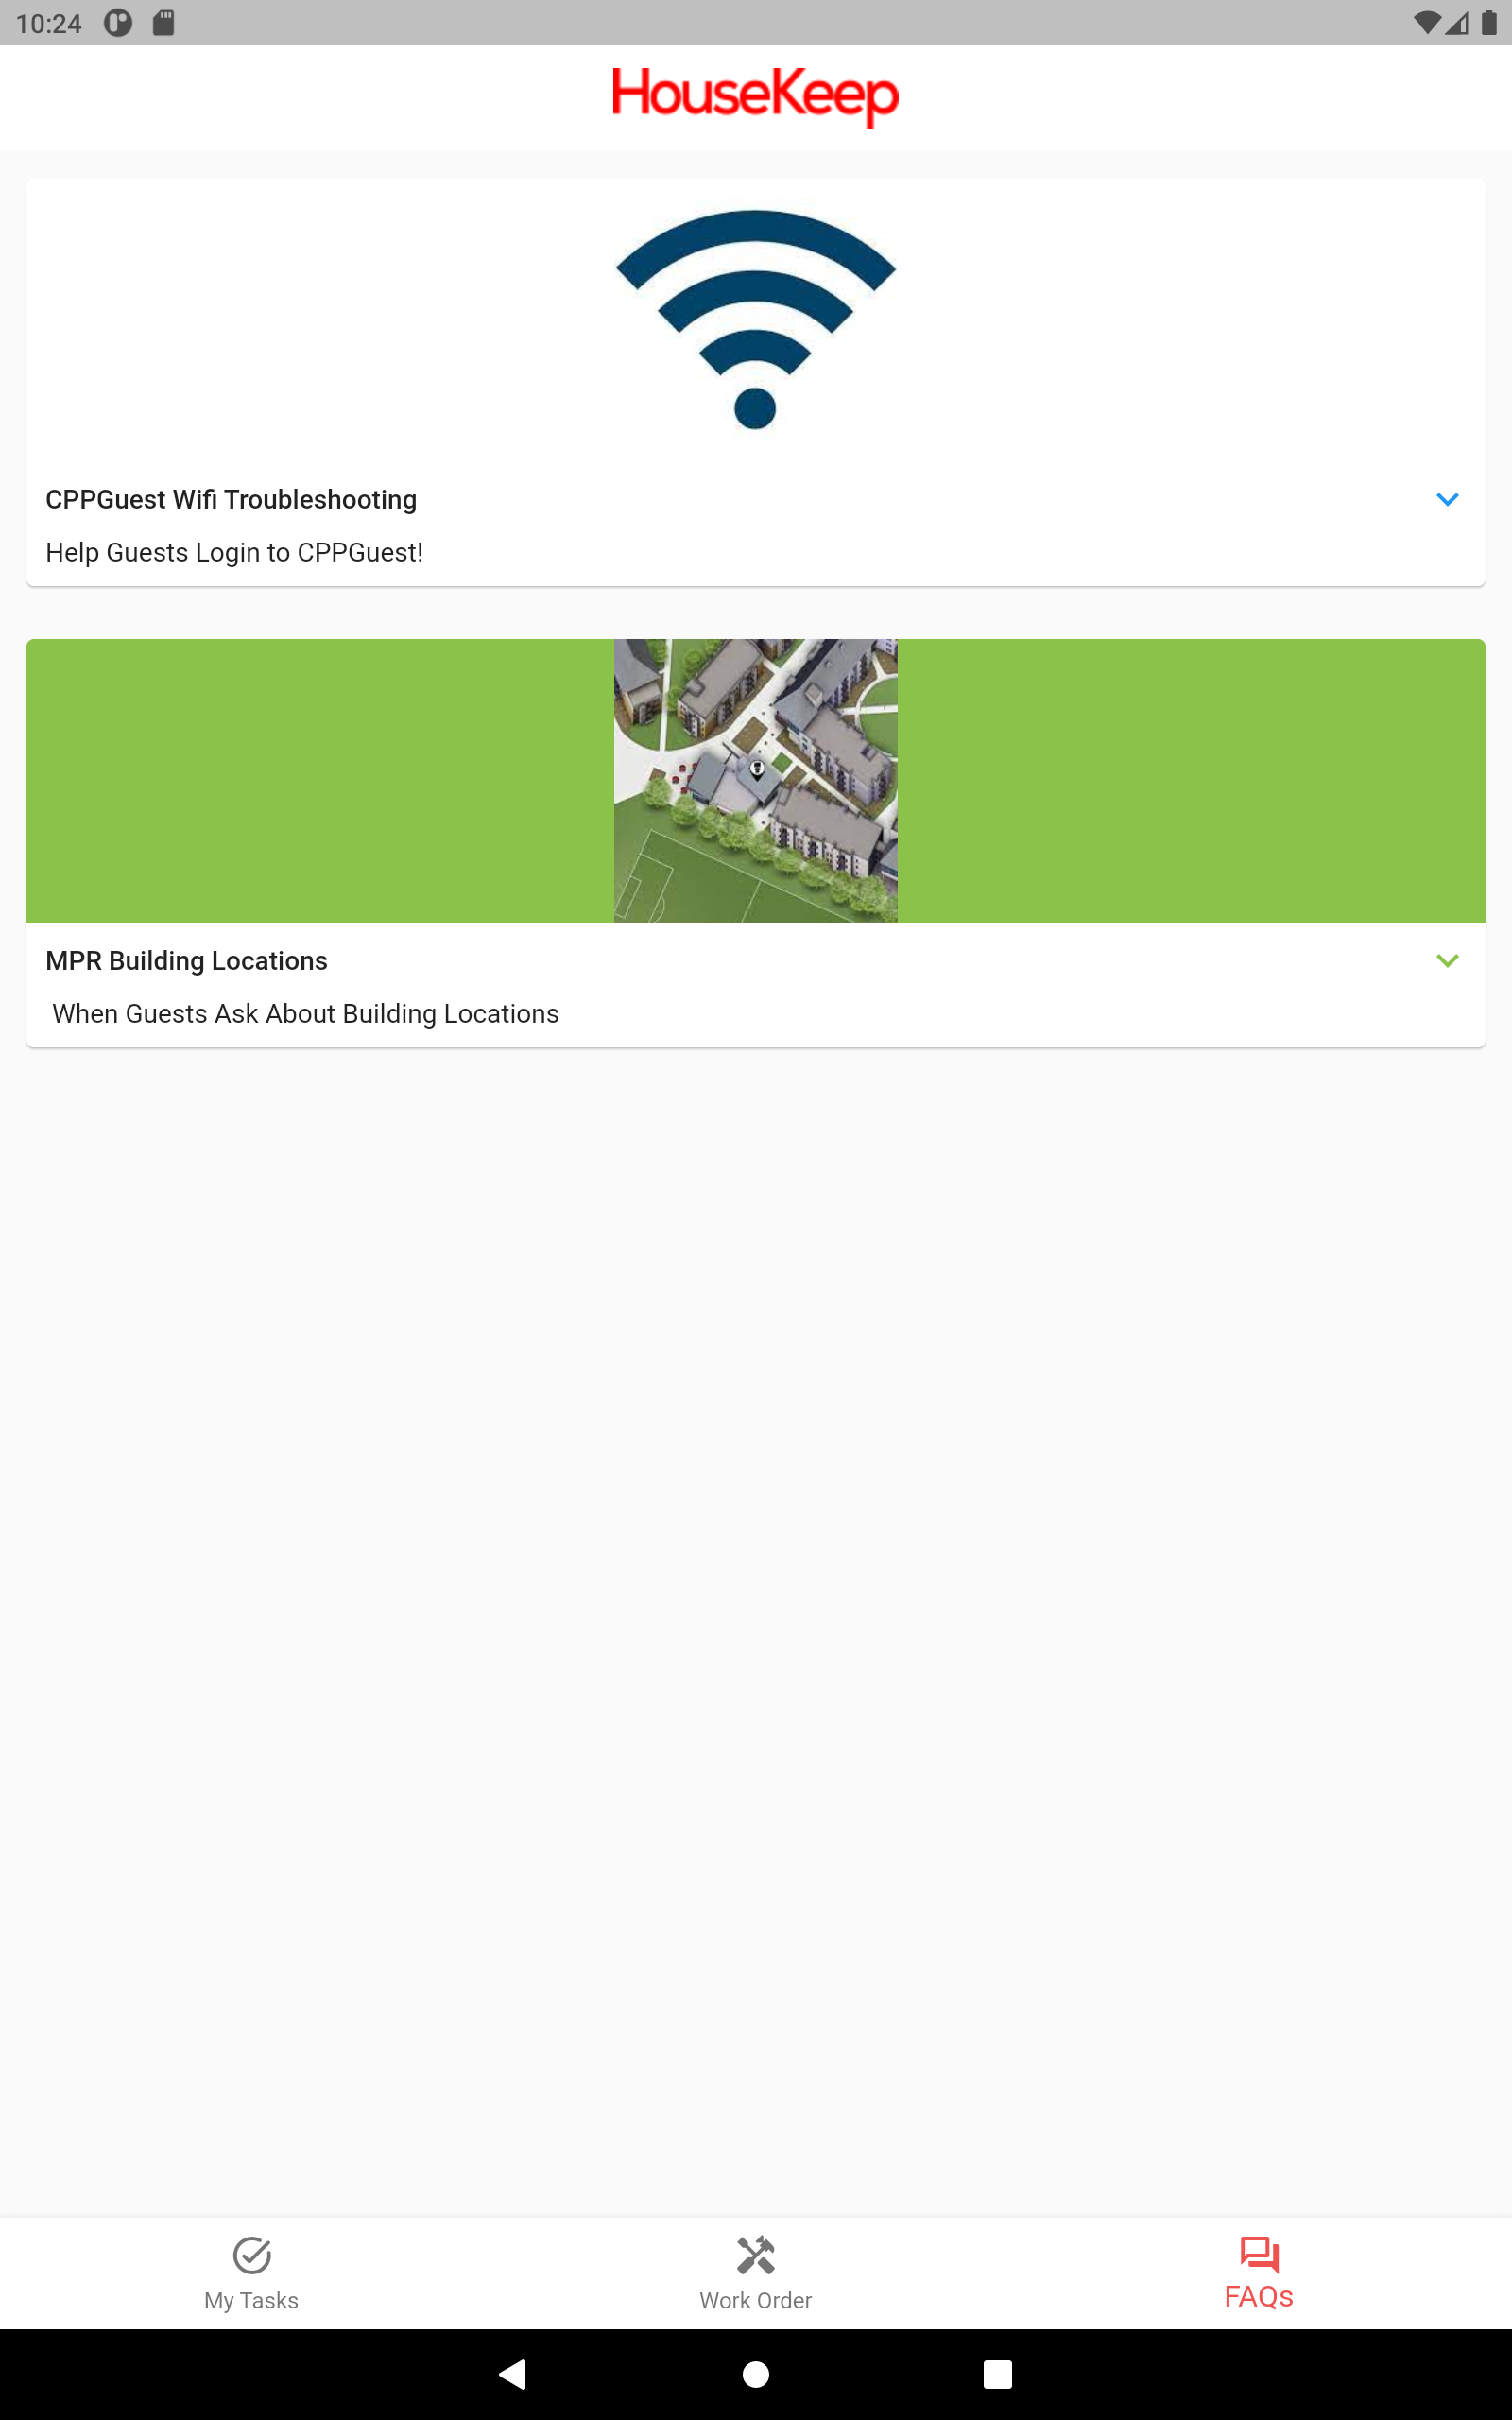 10:24
HouseKeep
CPPGuest Wifi Troubleshooting
Help Guests Login to CPPGuest!
MPR Building Locations
When Guests Ask About Building Locations
My Tasks
Work Order
FAQs